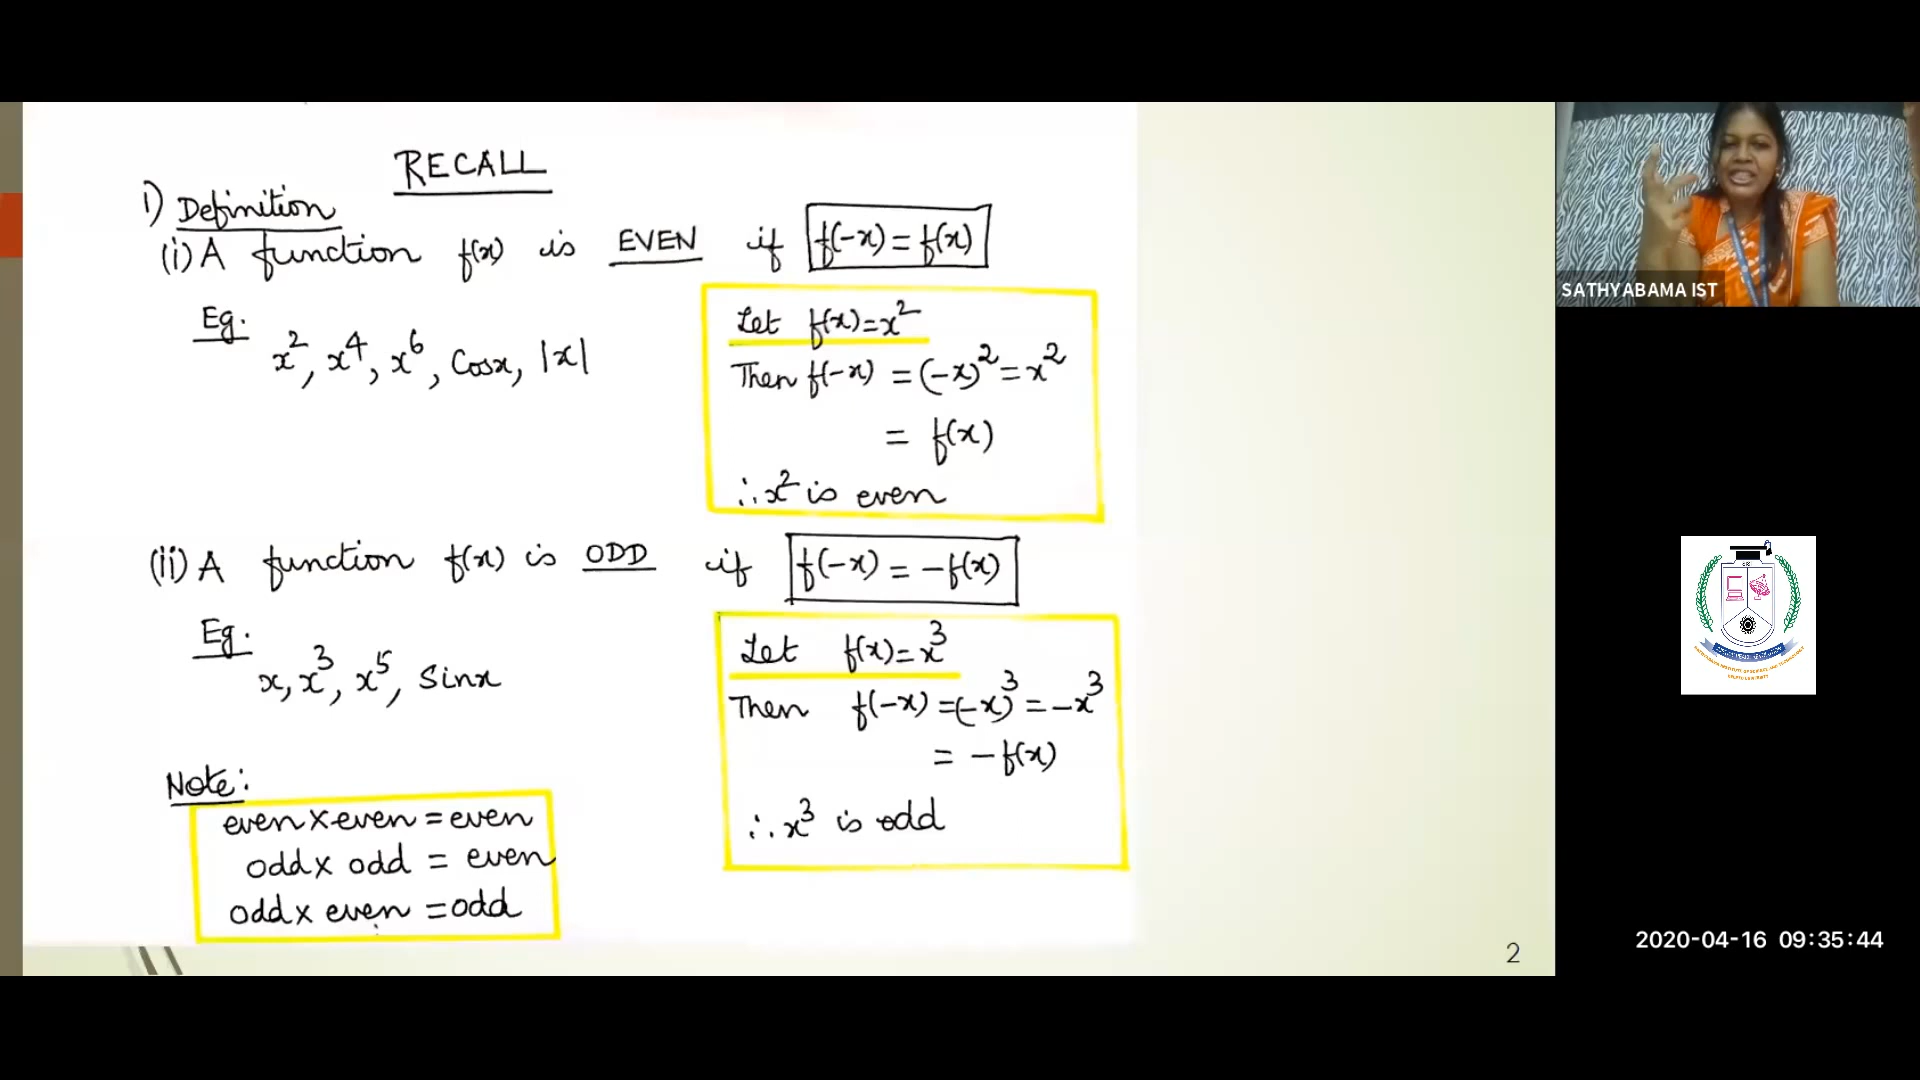 RECALL
1) Definition
(i) A function f(x) is EVEN if f(-x) = f(x)
Eg: x², x⁴, x⁶, Cosx, |x|
Let f(x)=x²
Then f(-x) = (-x)² = x²
= f(x)
∴ x² is even
(ii) A function f(x) is ODD if f(-x) = -f(x)
Eg. x, x³, x⁵, Sinx
Let f(x)=x³
Then f(-x) =(-x)³ = -x³
= -f(x)
∴ x³ is odd
Note:
even x even = even
odd x odd = even
odd x even = odd
2
SATHYABAMA IST
2020-04-16 09:35:44